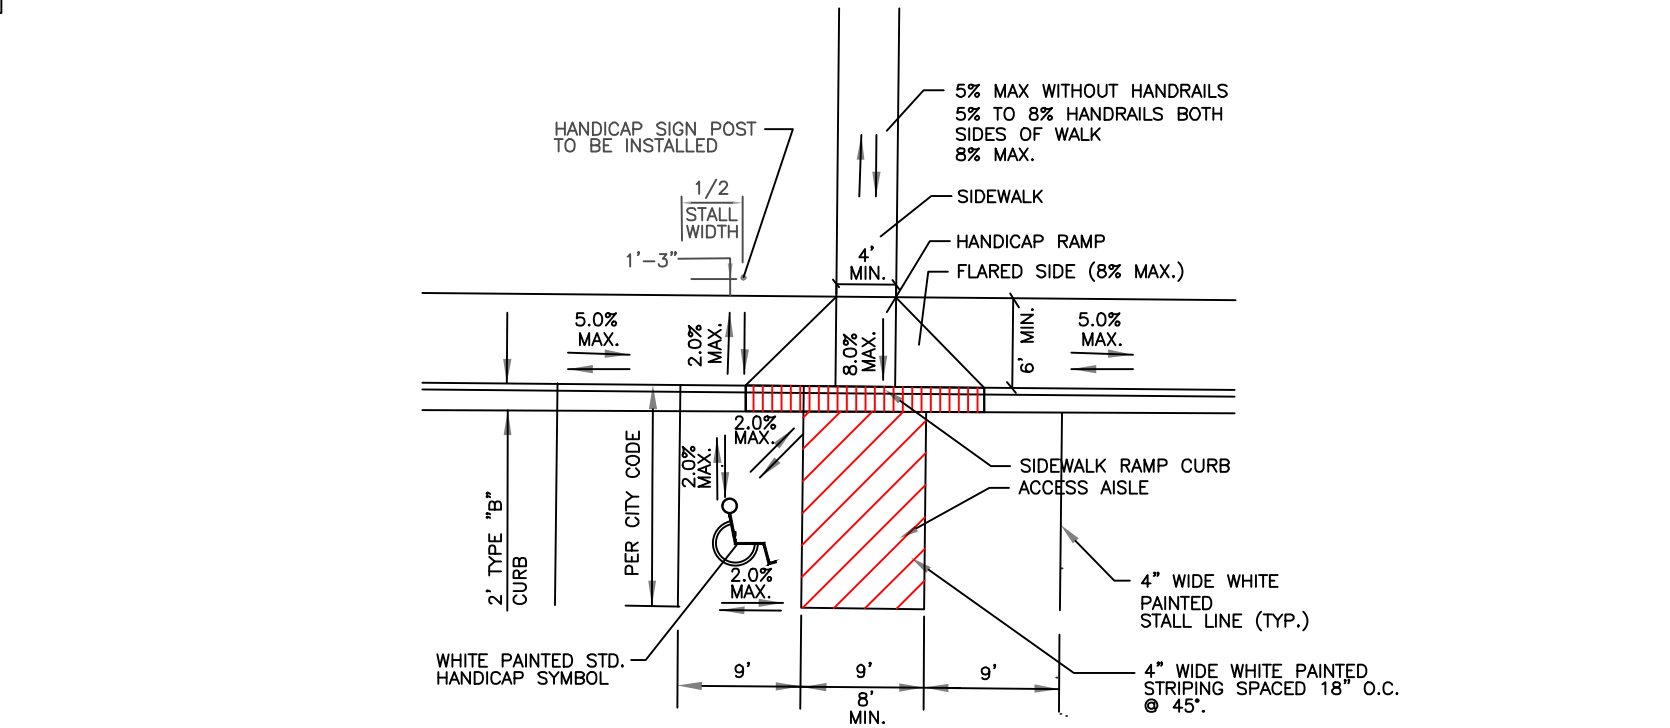 5% MAX WITHOUT HANDRAILS
5% TO 8% HANDRAILS BOTH
SIDES OF WALK
8% MAX.
HANDICAP SIGN POST
TO BE INSTALLED
1/2
STALL
WIDTH
1'-3"
SIDEWALK
HANDICAP RAMP
FLARED SIDE (8% MAX.)
4'
MIN.
5.0%
MAX.
2.0%
MAX.
8.0%
MAX.
6' MIN.
5.0%
MAX.
2.0%
MAX.
2.0%
MAX.
SIDEWALK RAMP CURB
ACCESS AISLE
2' TYPE "B"
CURB
PER CITY CODE
2.0%
MAX.
4" WIDE WHITE
PAINTED
STALL LINE (TYP.)
WHITE PAINTED STD.
HANDICAP SYMBOL
9'
9'
9'
8'
MIN.
4" WIDE WHITE PAINTED
STRIPING SPACED 18" O.C.
@ 45°.